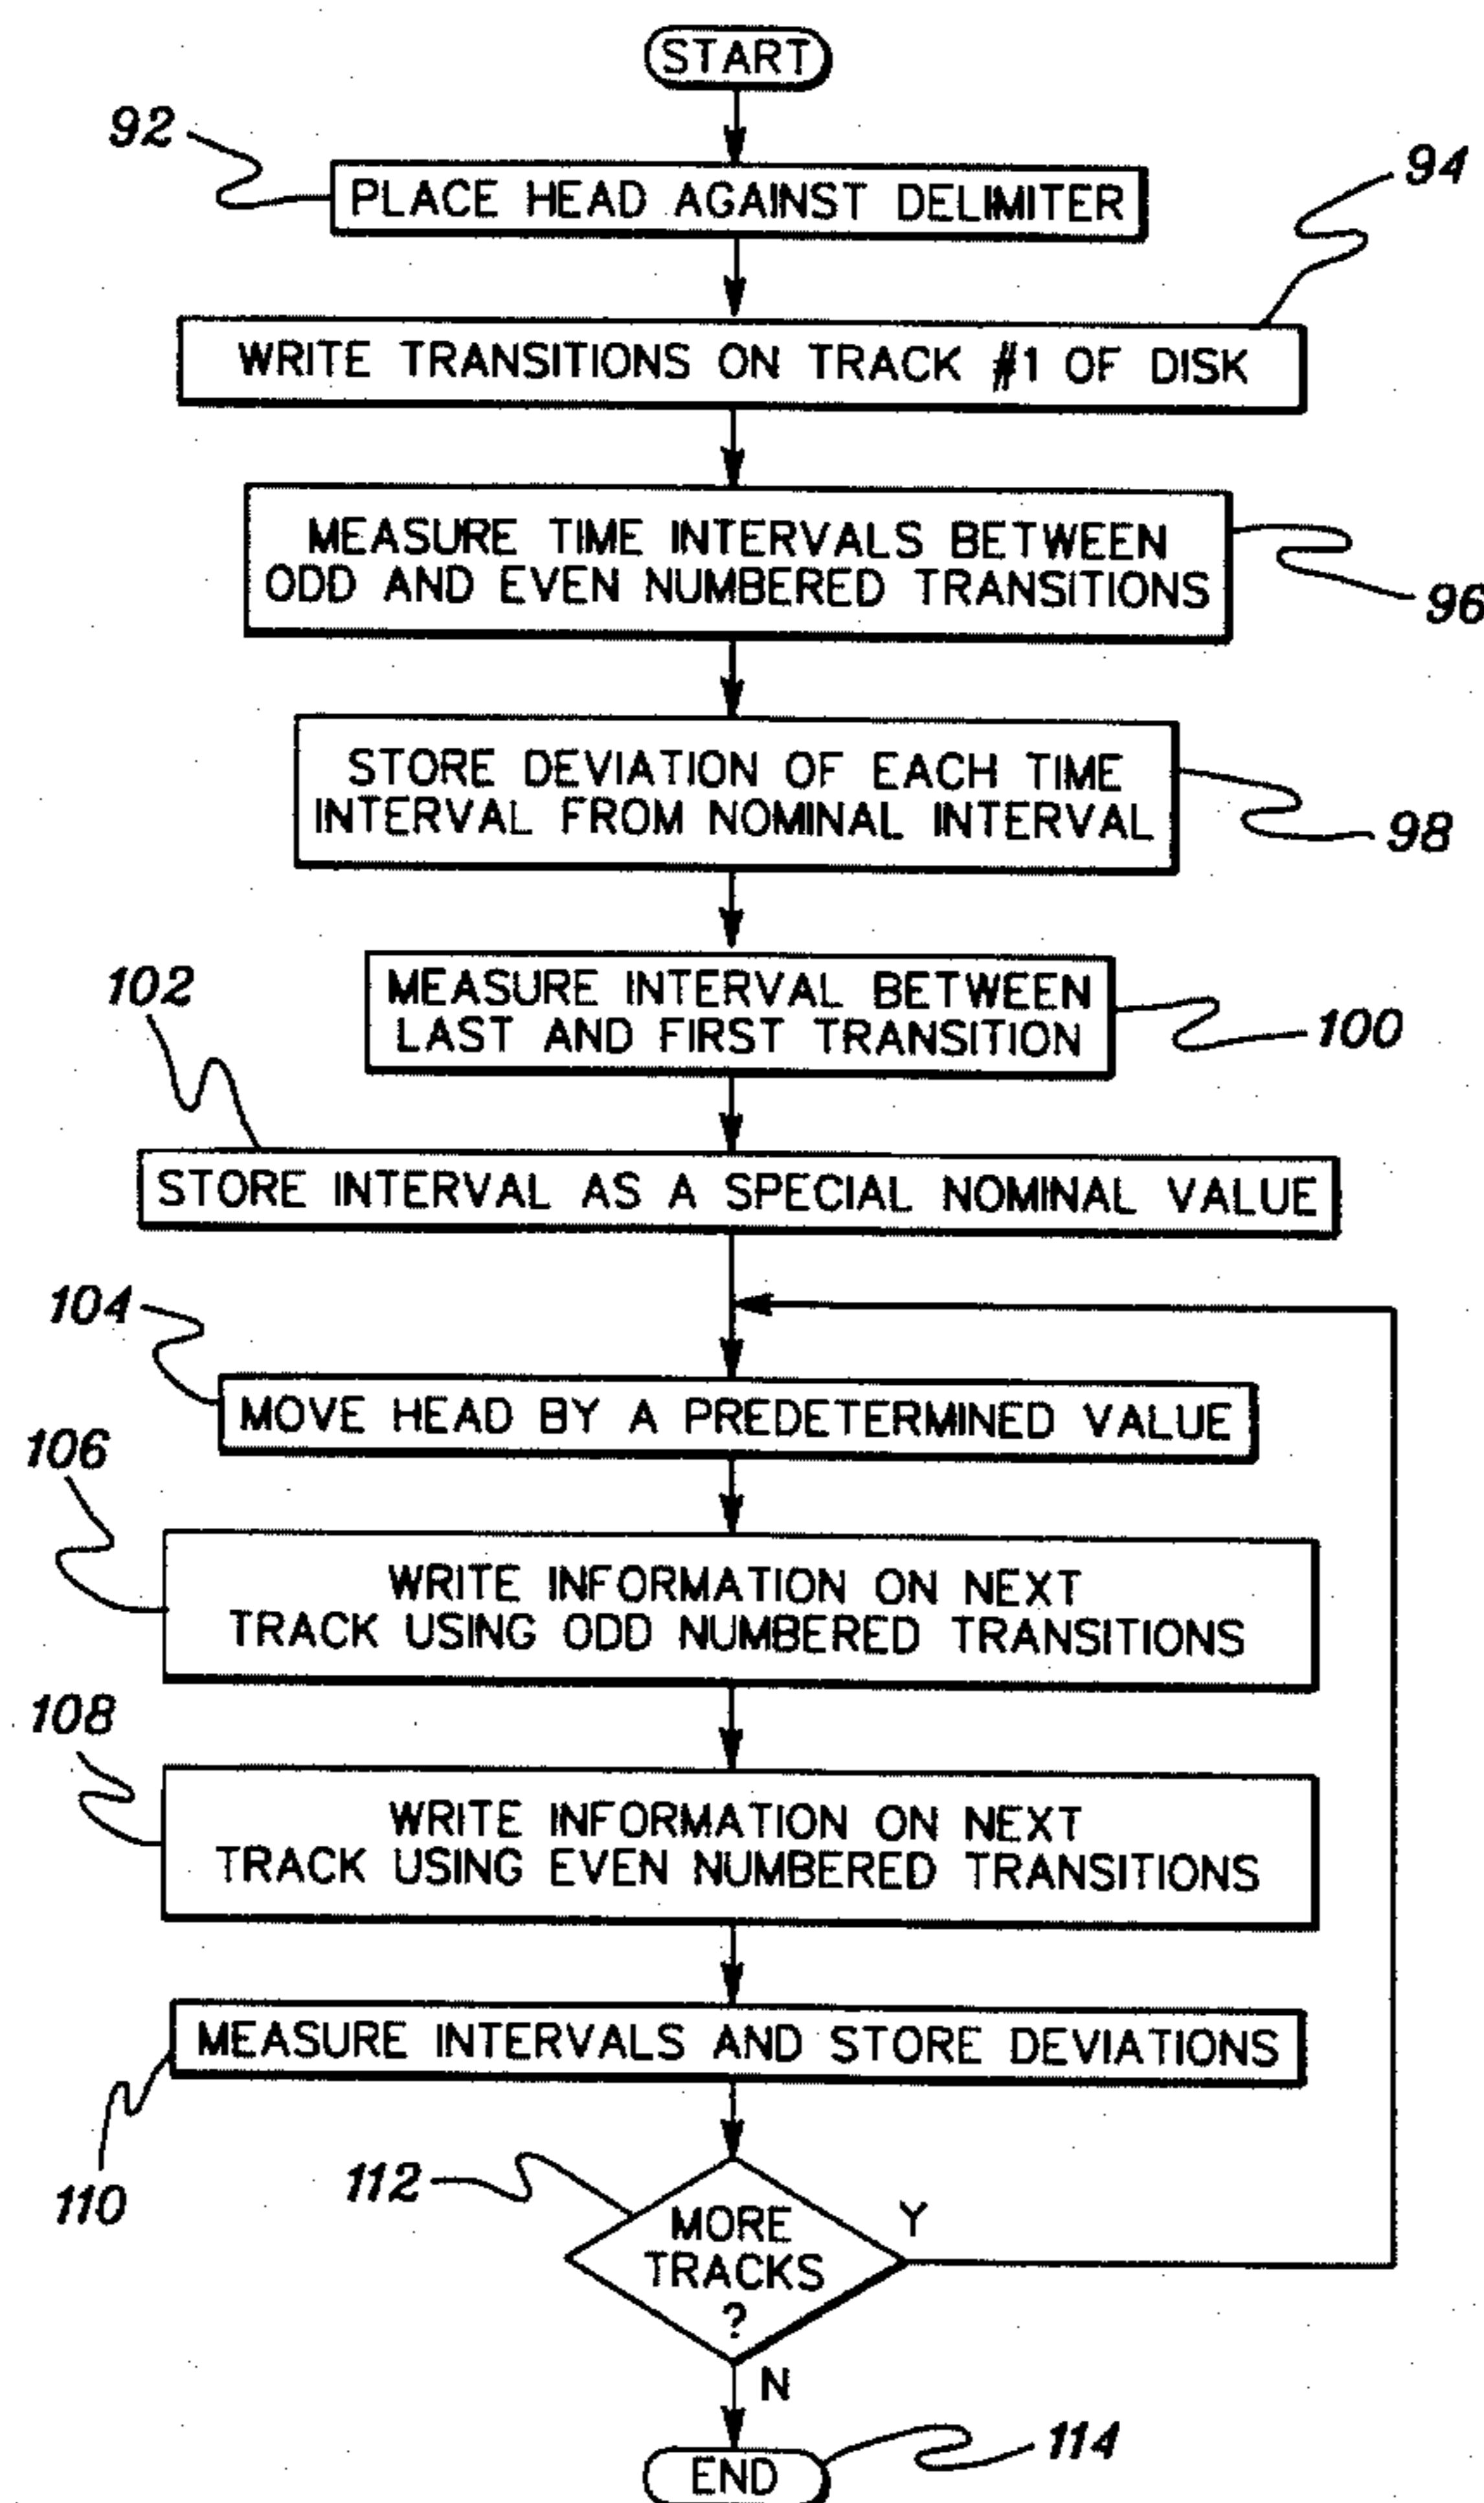 START
92
PLACE HEAD AGAINST DELIMITER
94
WRITE TRANSITIONS ON TRACK #1 OF DISK
MEASURE TIME INTERVALS BETWEEN
ODD AND EVEN NUMBERED TRANSITIONS
96
STORE DEVIATION OF EACH TIME
INTERVAL FROM NOMINAL INTERVAL
98
MEASURE INTERVAL BETWEEN
LAST AND FIRST TRANSITION
100
102
STORE INTERVAL AS A SPECIAL NOMINAL VALUE
104
MOVE HEAD BY A PREDETERMINED VALUE
106
WRITE INFORMATION ON NEXT
TRACK USING ODD NUMBERED TRANSITIONS
108
WRITE INFORMATION ON NEXT
TRACK USING EVEN NUMBERED TRANSITIONS
MEASURE INTERVALS AND STORE DEVIATIONS
110
112
MORE
TRACKS
?
Y
N
END
114